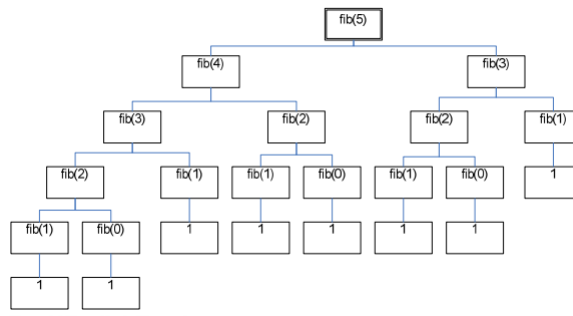 fib(5)
fib(4) fib(3)
fib(3) fib(2) fib(2) fib(1)
fib(2) fib(1) fib(1) fib(0) fib(1) fib(0) 1
fib(1) fib(0) 1 1 1 1 1
1 1